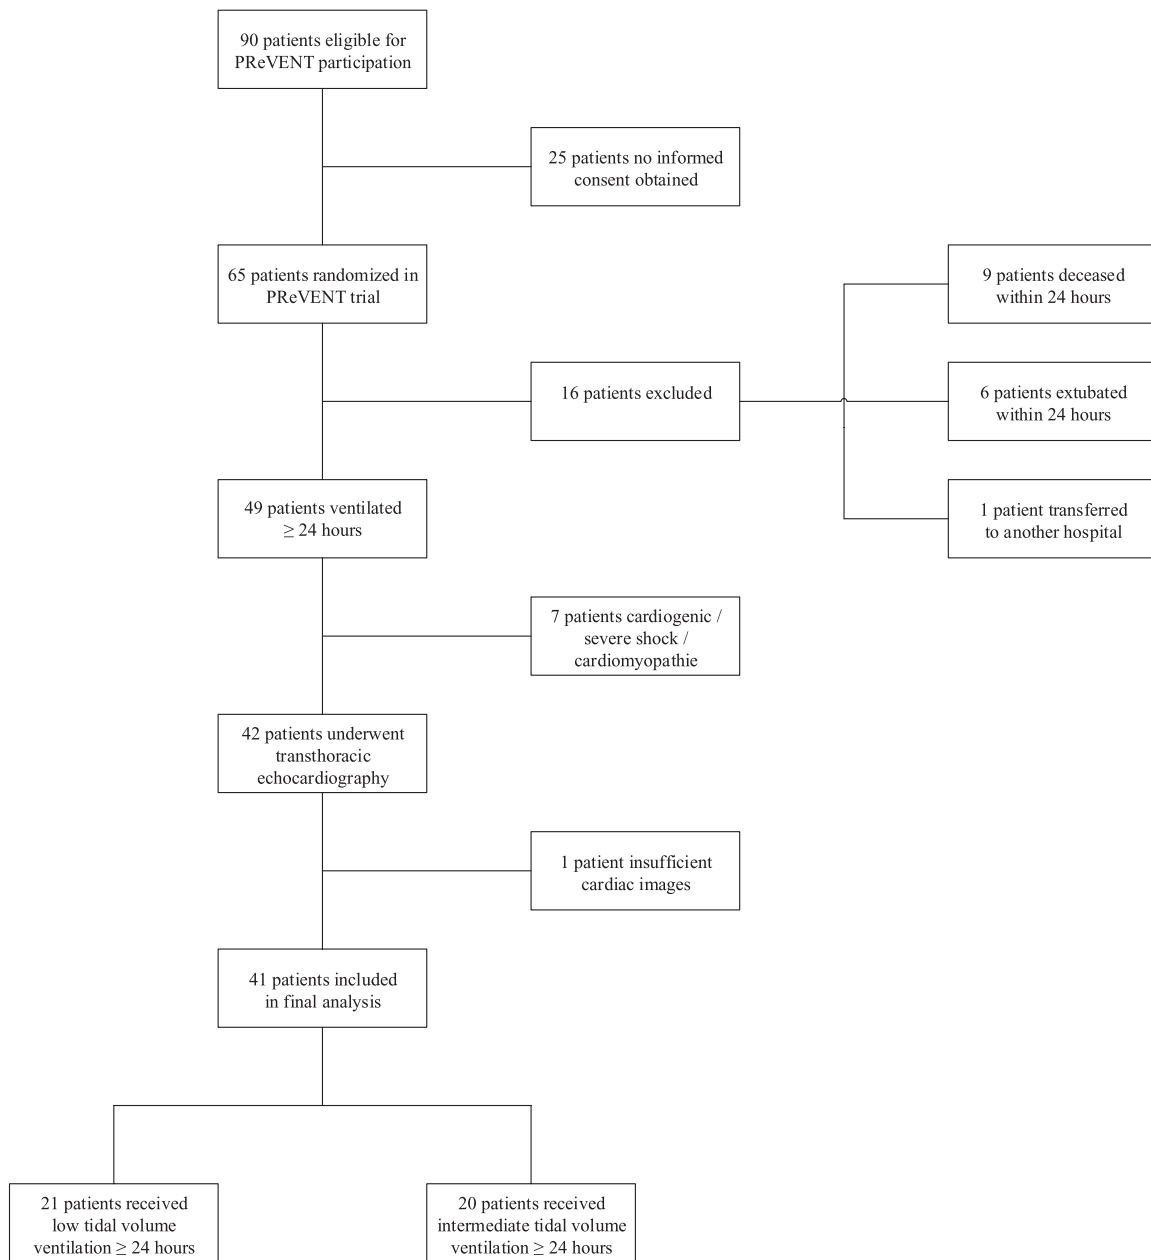 90 patients eligible for
PReVENT participation
25 patients no informed
consent obtained
65 patients randomized in
PReVENT trial
9 patients deceased
within 24 hours
16 patients excluded
6 patients extubated
within 24 hours
49 patients ventilated
≥ 24 hours
1 patient transferred
to another hospital
7 patients cardiogenic /
severe shock /
cardiomyopathie
42 patients underwent
transthoracic
echocardiography
1 patient insufficient
cardiac images
41 patients included
in final analysis
21 patients received
low tidal volume
ventilation ≥ 24 hours
20 patients received
intermediate tidal volume
ventilation ≥ 24 hours